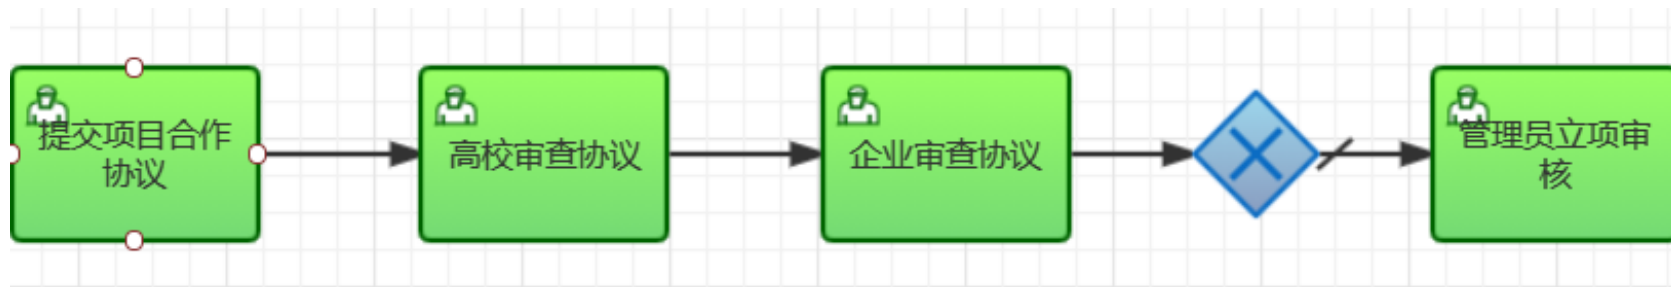 提交项目合作
协议
高校审查协议
企业审查协议
管理员立项审
核